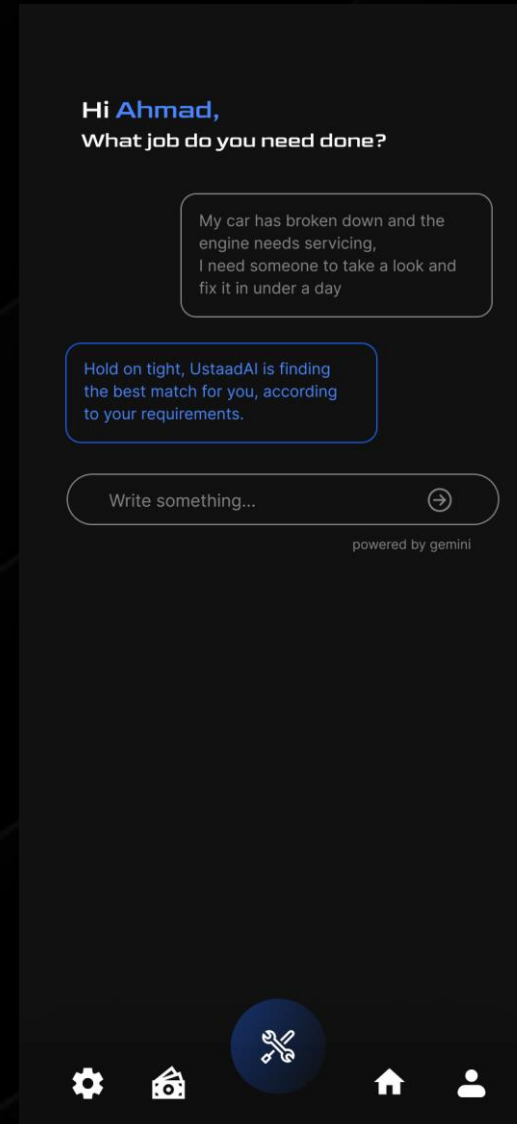 Hi Ahmad,
What job do you need done?
My car has broken down and the
engine needs servicing,
I need someone to take a look and
fix it in under a day
Hold on tight, UstaadAI is finding
the best match for you, according
to your requirements.
Write something...
powered by gemini